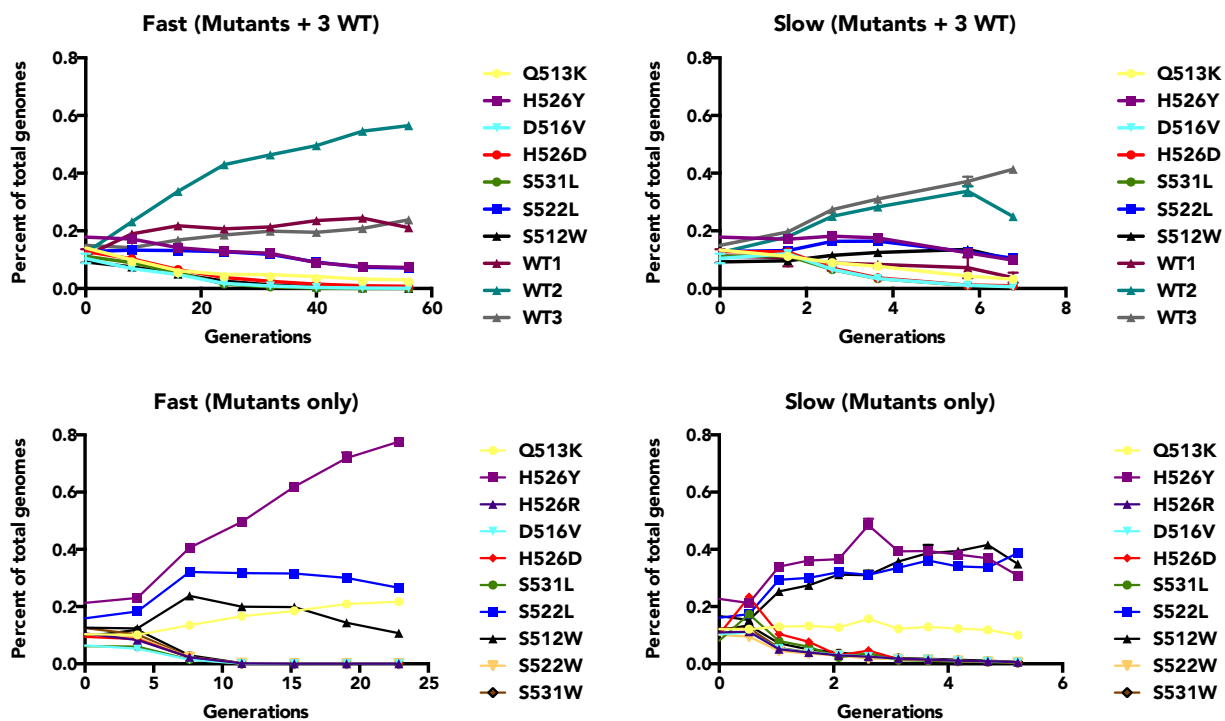 Fast (Mutants + 3 WT)
Percent of total genomes
0.8
0.6
0.4
0.2
0.0
0
20
40
60
Generations
Q513K
H526Y
D516V
H526D
S531L
S522L
S512W
WT1
WT2
WT3
Slow (Mutants + 3 WT)
Percent of total genomes
0.8
0.6
0.4
0.2
0.0
0
2
4
6
8
Generations
Q513K
H526Y
D516V
H526D
S531L
S522L
S512W
WT1
WT2
WT3
Fast (Mutants only)
Percent of total genomes
0.8
0.6
0.4
0.2
0.0
0
5
10
15
20
25
Generations
Q513K
H526Y
H526R
D516V
H526D
S531L
S522L
S512W
S522W
S531W
Slow (Mutants only)
Percent of total genomes
0.8
0.6
0.4
0.2
0.0
0
2
4
6
Generations
Q513K
H526Y
H526R
D516V
H526D
S531L
S522L
S512W
S522W
S531W